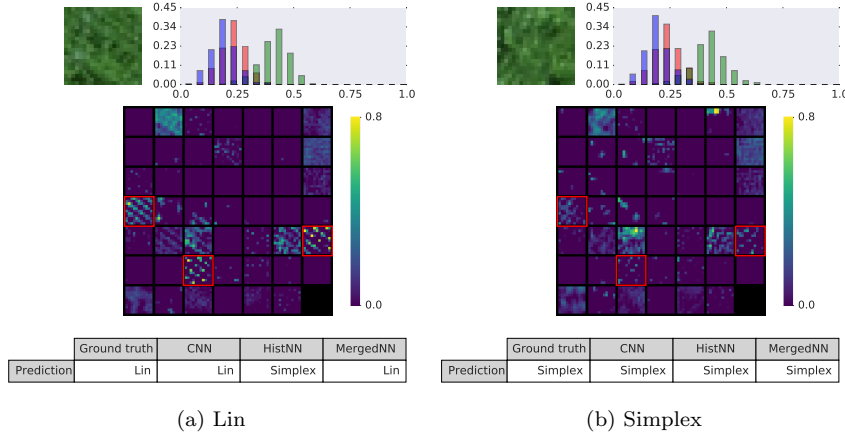 0.45
0.34
0.22
0.11
0.00
0.0 0.25 0.5 0.75 1.0
0.8
0.0
Ground truth CNN HistNN MergedNN
Prediction Lin Lin Simplex Lin
(a) Lin
0.45
0.34
0.22
0.11
0.00
0.0 0.25 0.5 0.75 1.0
0.8
0.0
Ground truth CNN HistNN MergedNN
Prediction Simplex Simplex Simplex Simplex
(b) Simplex